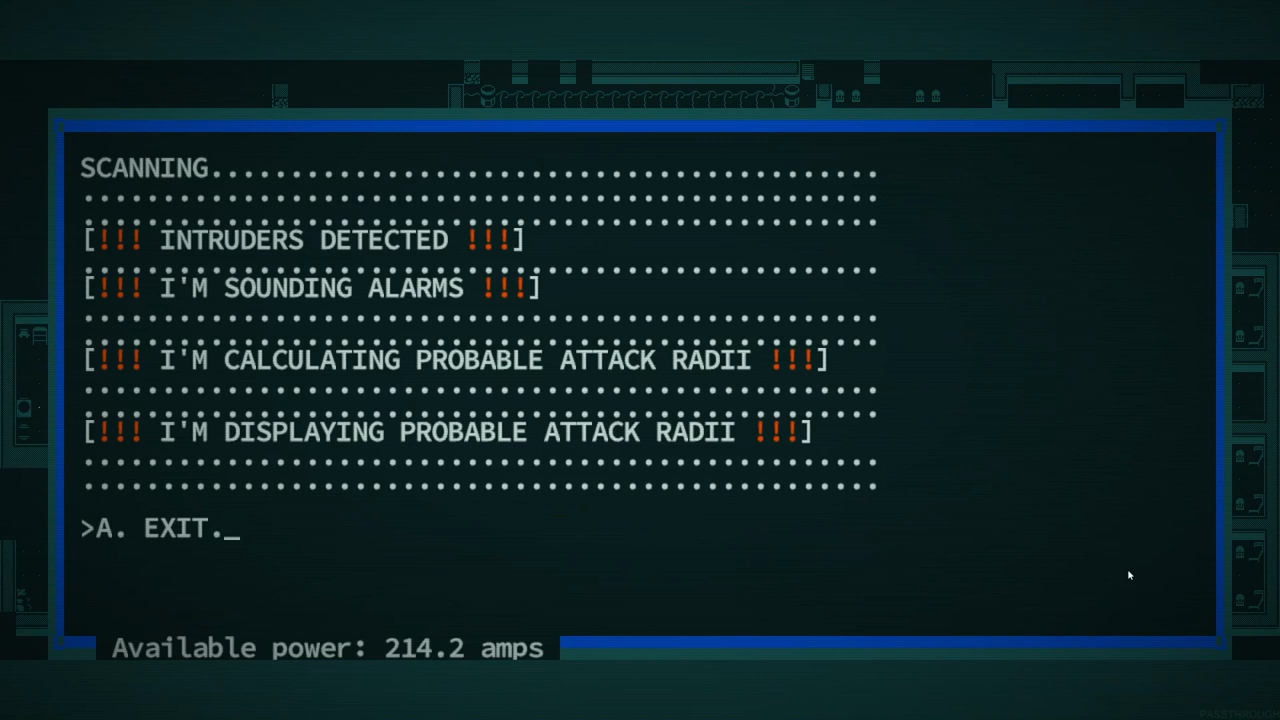 SCANNING..........................................
..................................................
..................................................
[!!! INTRUDERS DETECTED !!!]
..................................................
[!!! I'M SOUNDING ALARMS !!!]
..................................................
..................................................
[!!! I'M CALCULATING PROBABLE ATTACK RADII !!!]
..................................................
..................................................
[!!! I'M DISPLAYING PROBABLE ATTACK RADII !!!]
..................................................
..................................................
>A. EXIT._
Available power: 214.2 amps